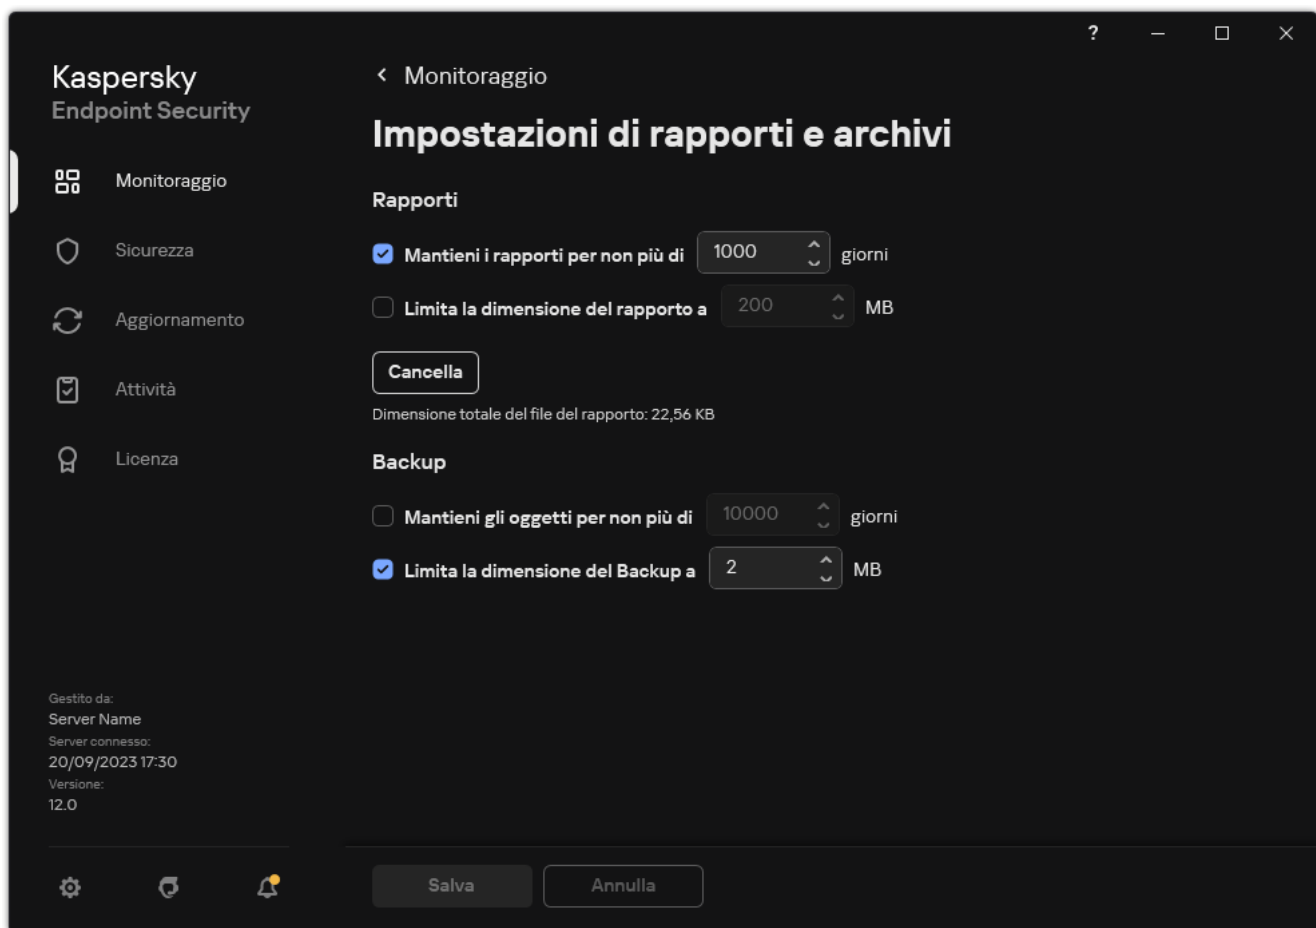 ?
Kaspersky
Endpoint Security
Monitoraggio
Sicurezza
Aggiornamento
Attività
Licenza
Gestito da:
Server Name
Server connesso:
20/09/2023 17:30
Versione:
12.0
Monitoraggio
Impostazioni di rapporti e archivi
Rapporti
Mantieni i rapporti per non più di 1000 giorni
Limita la dimensione del rapporto a 200 MB
Cancella
Dimensione totale del file del rapporto: 22,56 KB
Backup
Mantieni gli oggetti per non più di 10000 giorni
Limita la dimensione del Backup a 2 MB
Salva Annulla